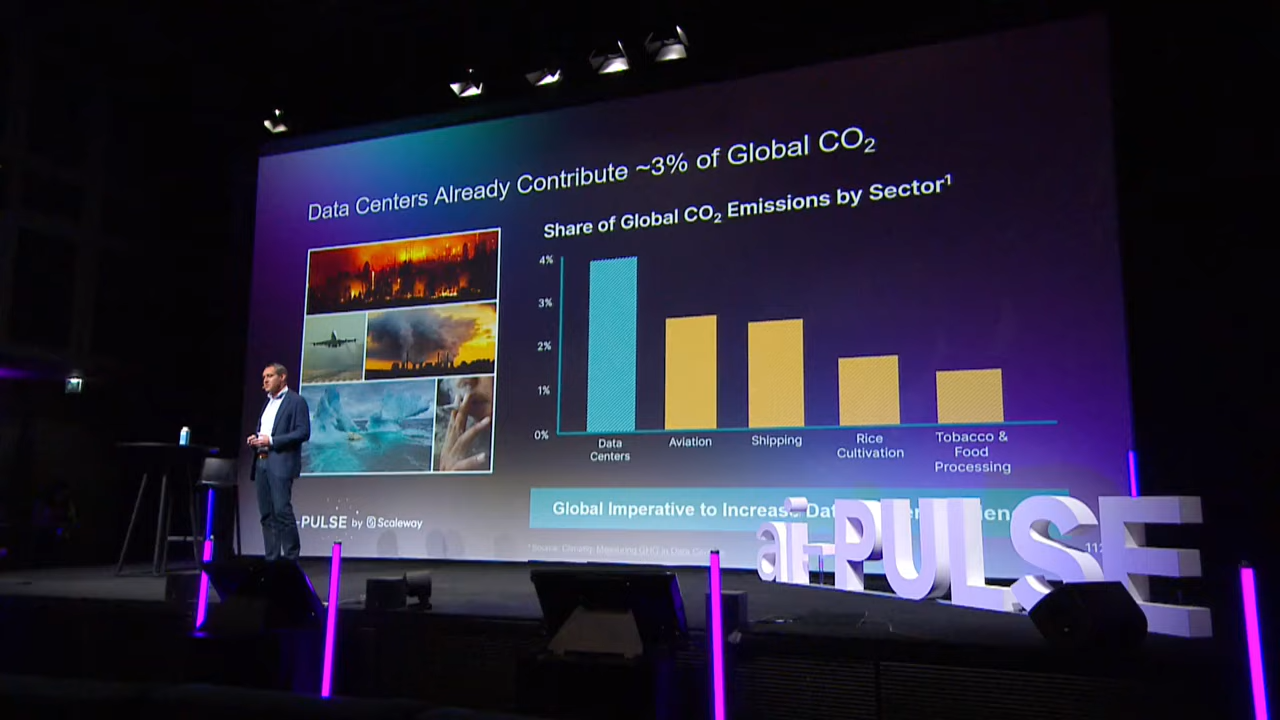 Data Centers Already Contribute ~3% of Global CO₂
Share of Global CO₂ Emissions by Sector¹
4%
3%
2%
1%
0%
Data
Centers
Aviation
Shipping
Rice
Cultivation
Tobacco &
Food
Processing
Global Imperative to Increase
-PULSE by Scaleway
ai-PULSE